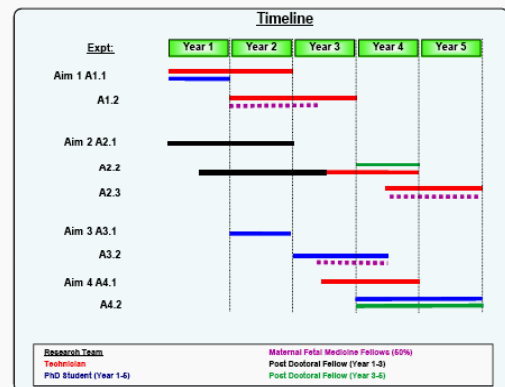 Timeline
Expt: Year 1 Year 2 Year 3 Year 4 Year 5
Aim 1 A1.1
A1.2
Aim 2 A2.1
A2.2
A2.3
Aim 3 A3.1
A3.2
Aim 4 A4.1
A4.2
Research Team Maternal Fetal Medicine Fellows (50%)
Technician Post Doctoral Fellow (Year 1-3)
PhD Student (Year 1-5) Post Doctoral Fellow (Year 3-5)